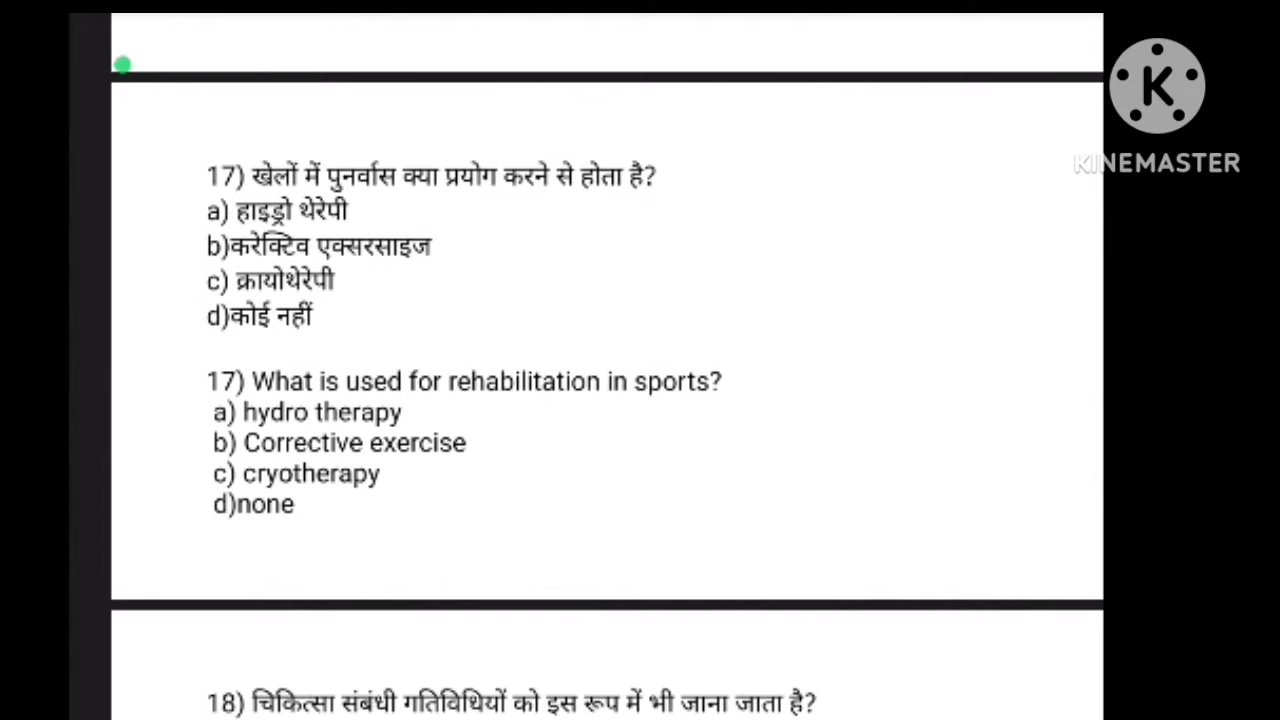 K
KINEMASTER
17) खेलों में पुनर्वास क्या प्रयोग करने से होता है?
a) हाइड्रो थेरेपी
b)करेक्टिव एक्सरसाइज
c) क्रायोथेरेपी
d)कोई नहीं
17) What is used for rehabilitation in sports?
a) hydro therapy
b) Corrective exercise
c) cryotherapy
d)none
18) चिकित्सा संबंधी गतिविधियों को इस रूप में भी जाना जाता है?